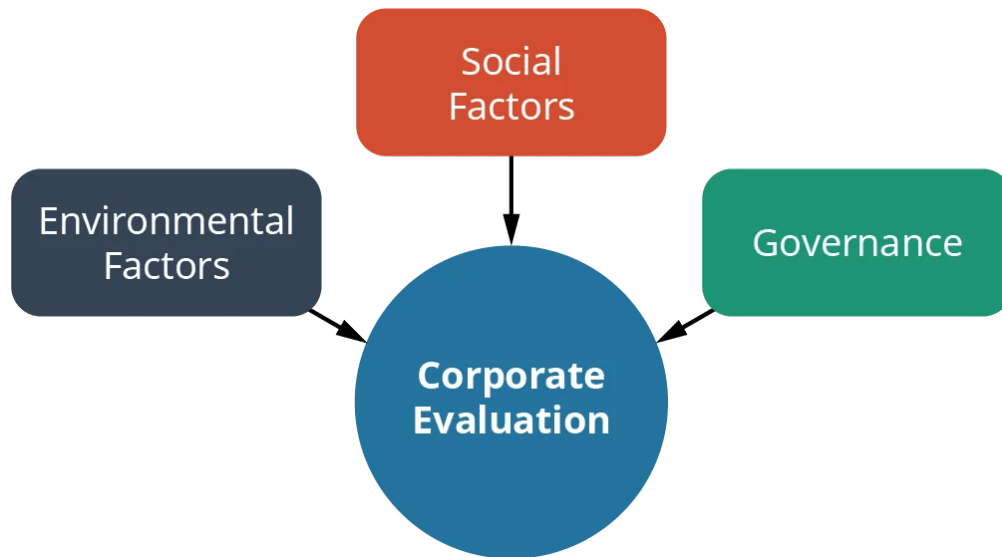 Social
Factors
Environmental
Factors
Governance
Corporate
Evaluation